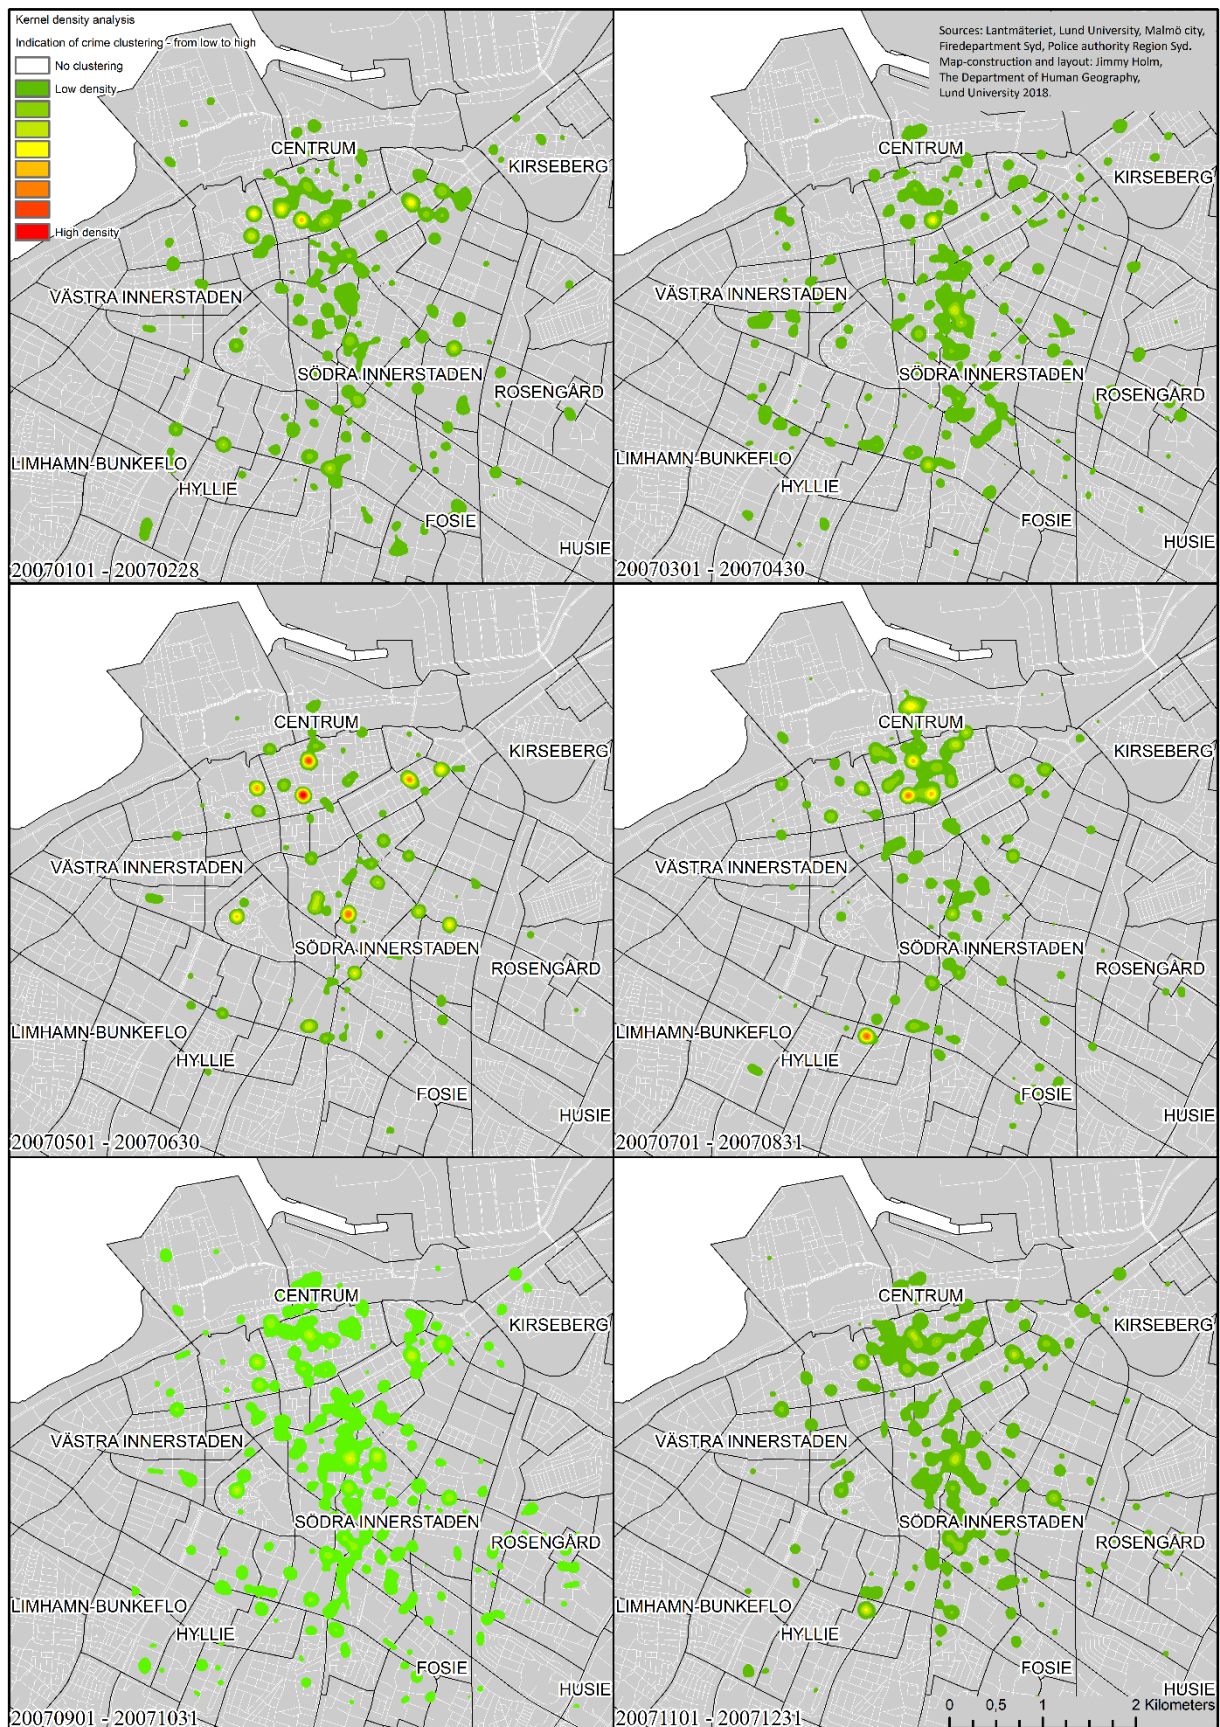 Kernel density analysis
Indication of crime clustering - from low to high
No clustering
Low density
High density
CENTRUM
KIRSEBERG
VÄSTRA INNERSTADEN
SÖDRA INNERSTADEN
ROSENGÅRD
LIMHAMN-BUNKEFLO
HYLLIE
FOSIE
HUSIE
20070101 - 20070228
Sources: Lantmäteriet, Lund University, Malmö city,
Firedepartment Syd, Police authority Region Syd.
Map-construction and layout: Jimmy Holm,
The Department of Human Geography,
Lund University 2018.
CENTRUM
KIRSEBERG
VÄSTRA INNERSTADEN
SÖDRA INNERSTADEN
ROSENGÅRD
LIMHAMN-BUNKEFLO
HYLLIE
FOSIE
HUSIE
20070301 - 20070430
CENTRUM
KIRSEBERG
VÄSTRA INNERSTADEN
SÖDRA INNERSTADEN
ROSENGÅRD
LIMHAMN-BUNKEFLO
HYLLIE
FOSIE
HUSIE
20070501 - 20070630
CENTRUM
KIRSEBERG
VÄSTRA INNERSTADEN
SÖDRA INNERSTADEN
ROSENGÅRD
LIMHAMN-BUNKEFLO
HYLLIE
FOSIE
HUSIE
20070701 - 20070831
CENTRUM
KIRSEBERG
VÄSTRA INNERSTADEN
SÖDRA INNERSTADEN
ROSENGÅRD
LIMHAMN-BUNKEFLO
HYLLIE
FOSIE
HUSIE
20070901 - 20071031
CENTRUM
KIRSEBERG
VÄSTRA INNERSTADEN
SÖDRA INNERSTADEN
ROSENGÅRD
LIMHAMN-BUNKEFLO
HYLLIE
FOSIE
HUSIE
20071101 - 20071231
0 0,5 1 2 Kilometers